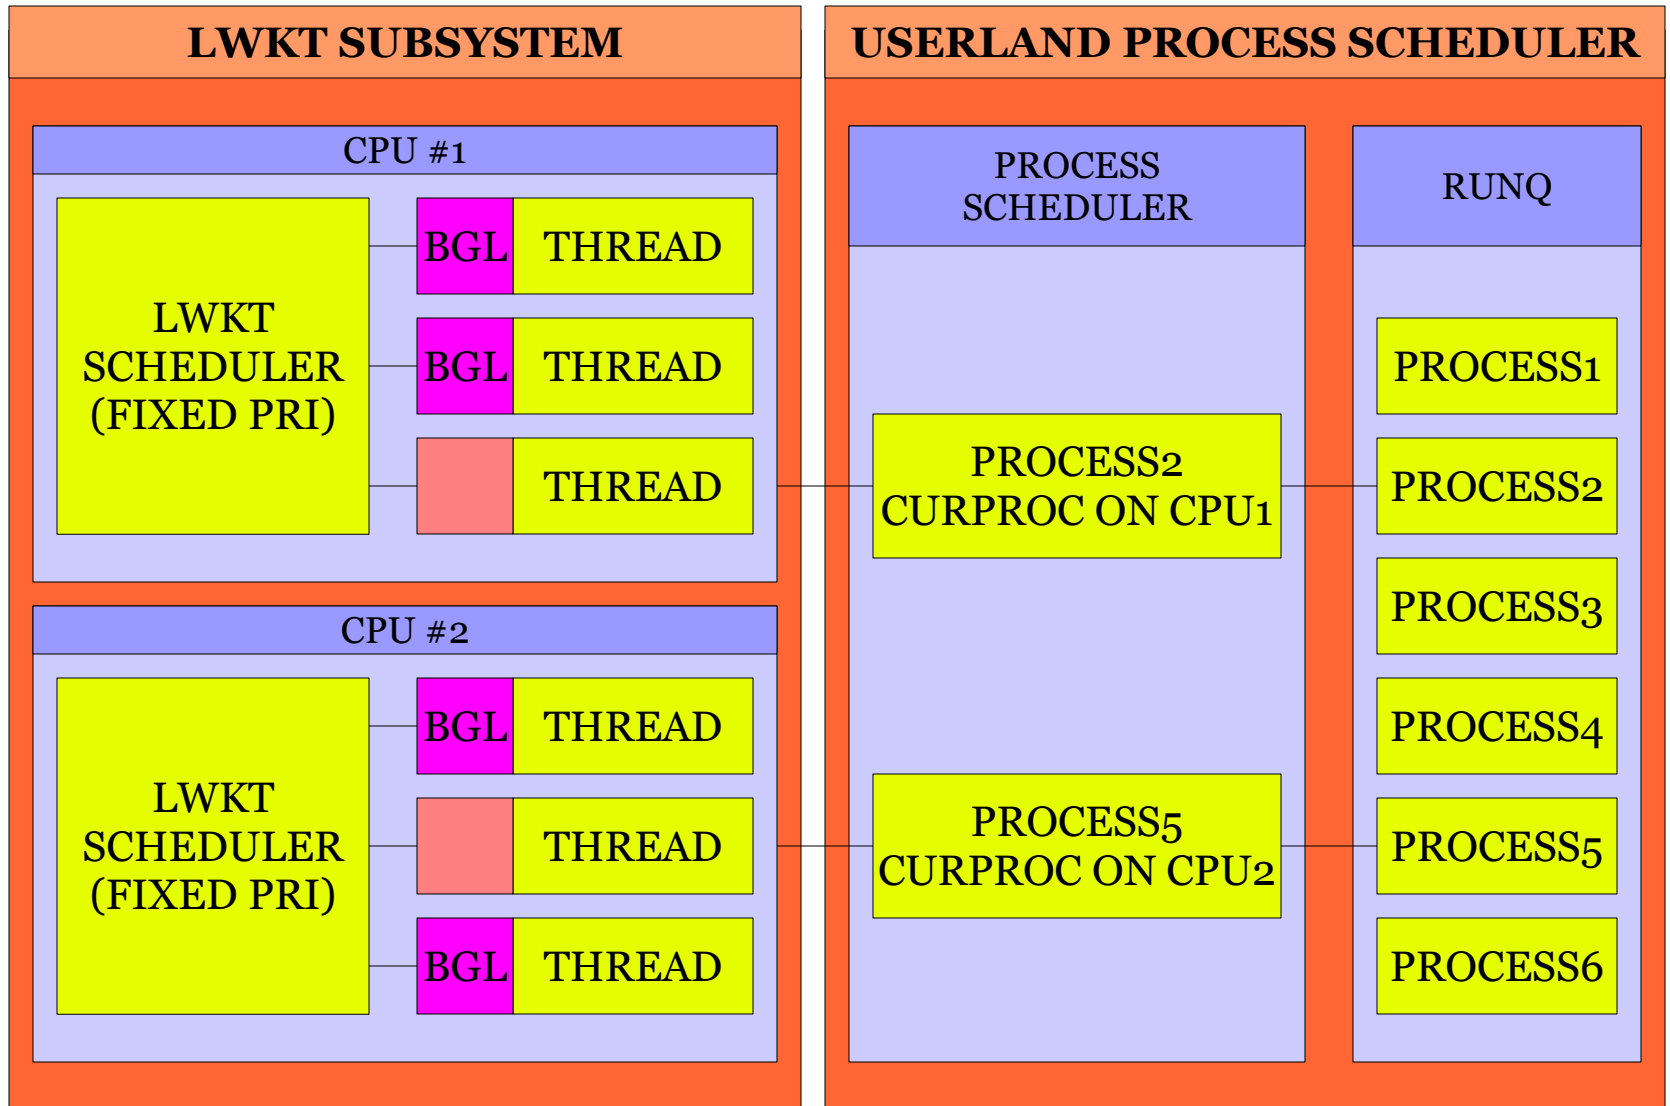 LWKT SUBSYSTEM
CPU #1
LWKT
SCHEDULER
(FIXED PRI)
BGL THREAD
BGL THREAD
THREAD
CPU #2
LWKT
SCHEDULER
(FIXED PRI)
BGL THREAD
THREAD
BGL THREAD
USERLAND PROCESS SCHEDULER
PROCESS
SCHEDULER
PROCESS2
CURPROC ON CPU1
PROCESS5
CURPROC ON CPU2
RUNQ
PROCESS1
PROCESS2
PROCESS3
PROCESS4
PROCESS5
PROCESS6